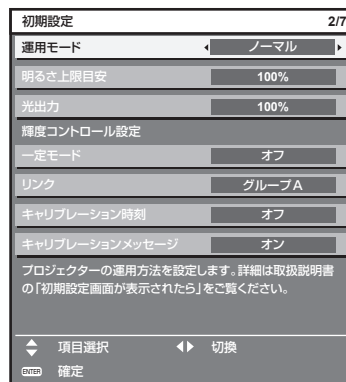 初期設定 2/7
運用モード ノーマル
明るさ上限目安 100%
光出力 100%
輝度コントロール設定
一定モード オフ
リンク グループA
キャリブレーション時刻 オフ
キャリブレーションメッセージ オン
プロジェクターの運用方法を設定します。詳細は取扱説明書
の「初期設定画面が表示されたら」をご覧ください。
項目選択 切換
ENTER 確定